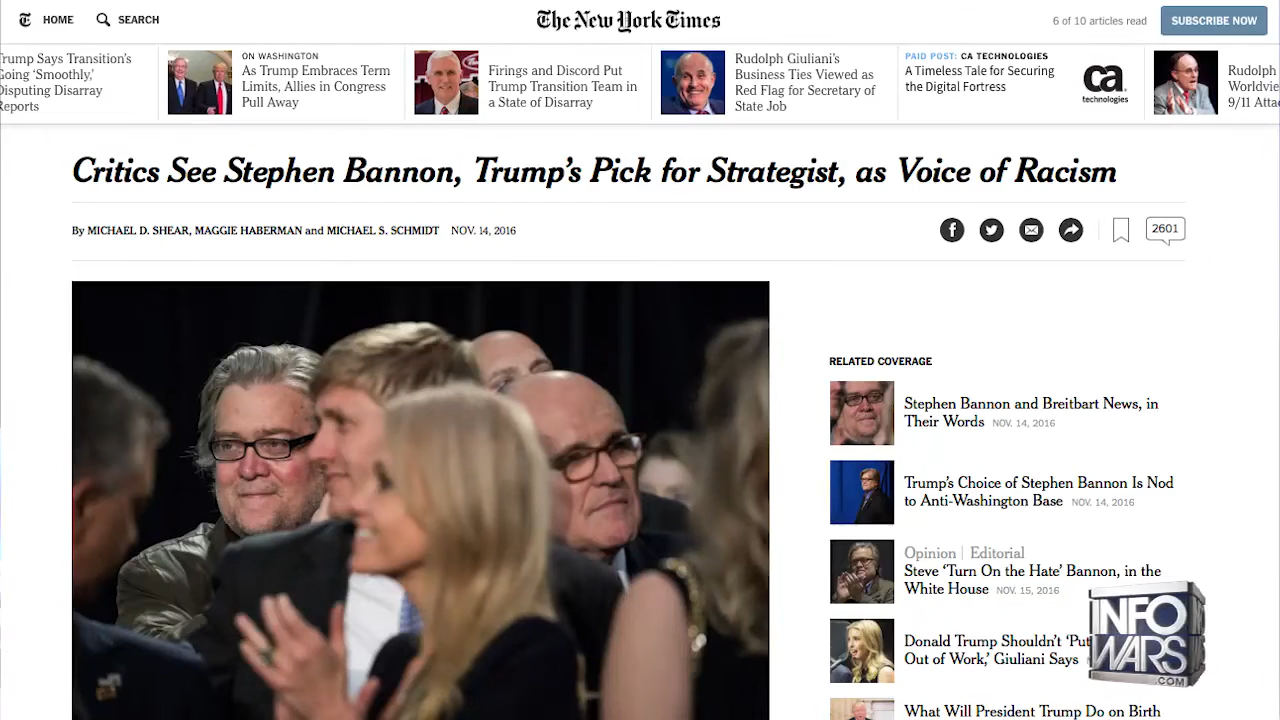 HOME
SEARCH
The New York Times
6 of 10 articles read
SUBSCRIBE NOW
Trump Says Transition's
Going 'Smoothly,'
Disputing Disarray
Reports
ON WASHINGTON
As Trump Embraces Term
Limits, Allies in Congress
Pull Away
Firings and Discord Put
Trump Transition Team in
a State of Disarray
Rudolph Giuliani's
Business Ties Viewed as
Red Flag for Secretary of
State Job
PAID POST: CA TECHNOLOGIES
A Timeless Tale for Securing
the Digital Fortress
ca
technologies
Rudolph
Worldvie
9/11 Atta
Critics See Stephen Bannon, Trump's Pick for Strategist, as Voice of Racism
By MICHAEL D. SHEAR, MAGGIE HABERMAN and MICHAEL S. SCHMIDT NOV. 14, 2016
2601
RELATED COVERAGE
Stephen Bannon and Breitbart News, in
Their Words NOV. 14, 2016
Trump's Choice of Stephen Bannon Is Nod
to Anti-Washington Base NOV. 14, 2016
Opinion | Editorial
Steve 'Turn On the Hate' Bannon, in the
White House NOV. 15, 2016
Donald Trump Shouldn't 'Put
Out of Work,' Giuliani Says
What Will President Trump Do on Birth
INFO
WARS
.COM